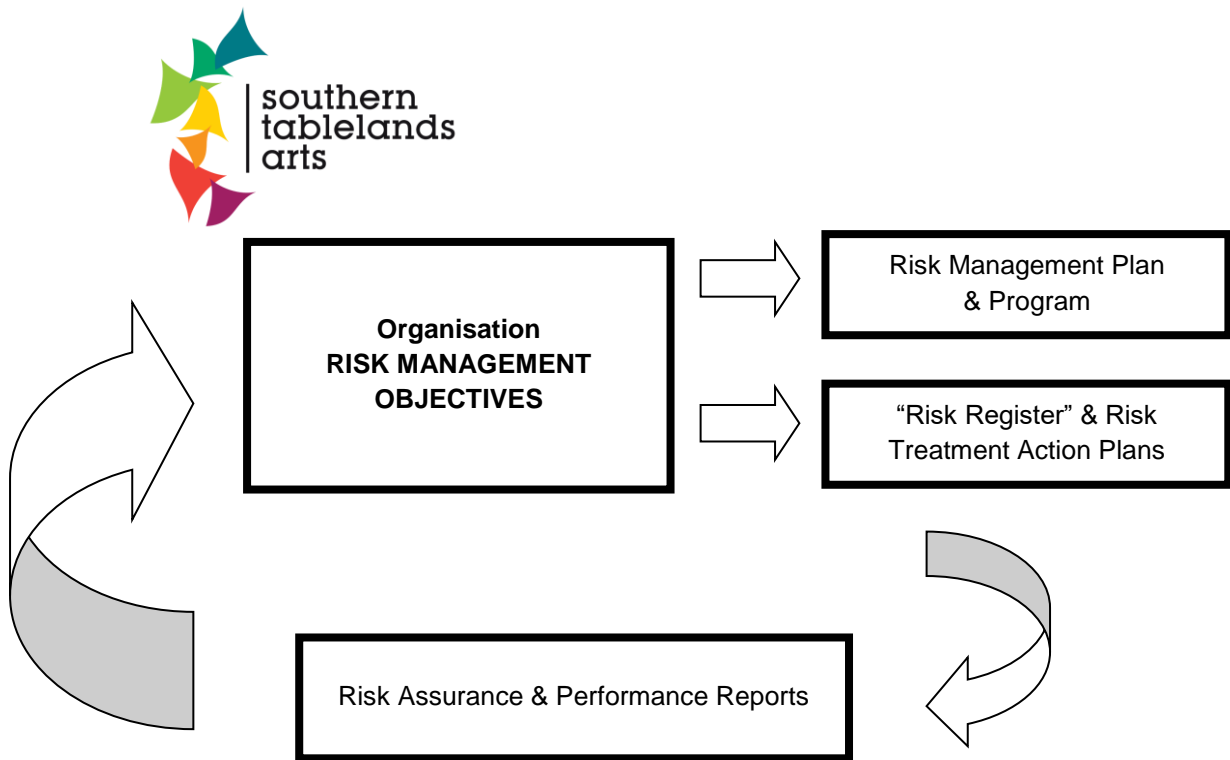 southern
tablelands
arts
Organisation
RISK MANAGEMENT
OBJECTIVES
Risk Management Plan
& Program
“Risk Register” & Risk
Treatment Action Plans
Risk Assurance & Performance Reports